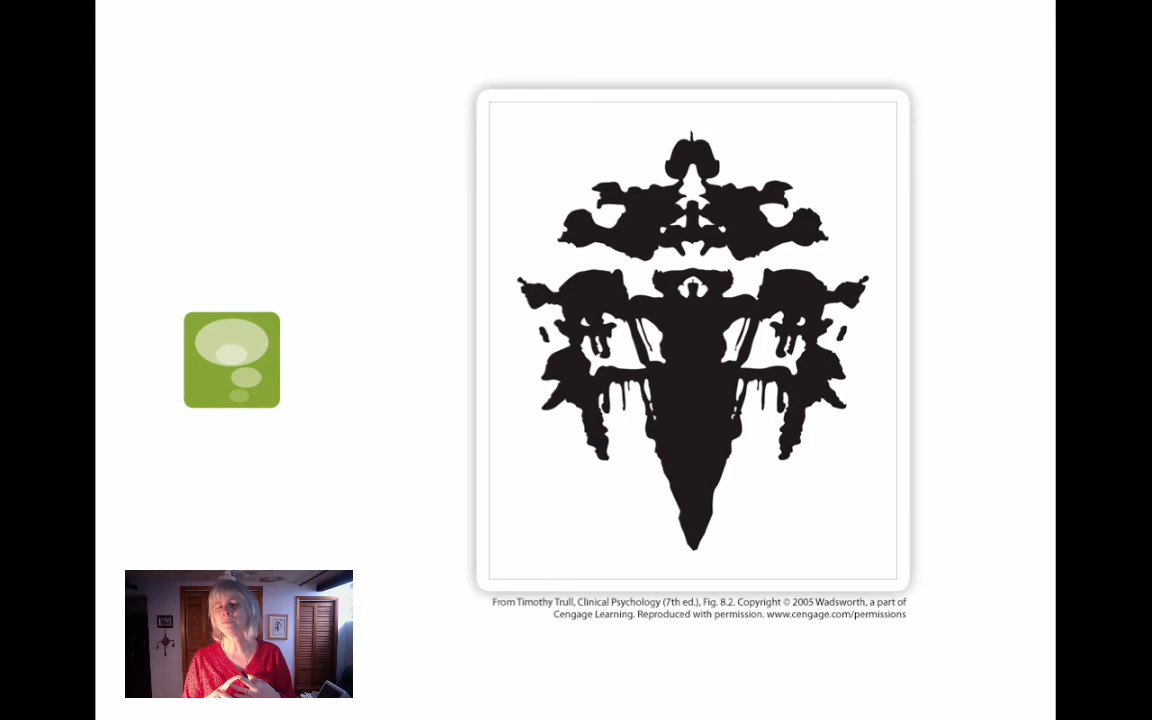 From Timothy Trull, Clinical Psychology (7th ed.), Fig. 8.2. Copyright © 2005 Wadsworth, a part of
Cengage Learning. Reproduced with permission. www.cengage.com/permissions